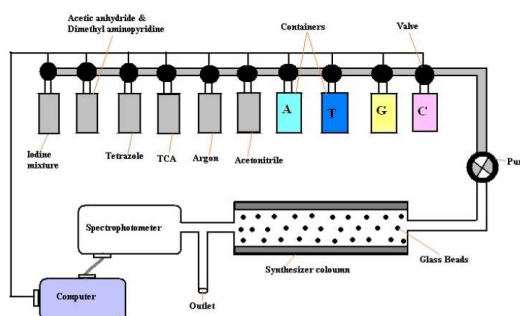 Acetic anhydride &
Dimethyl aminopyridine
Containers
Valve
A
T
G
C
Iodine
mixture
Tetrazole
TCA
Argon
Acetonitrile
Pur
Spectrophotometer
Glass Beads
Synthesizer coloumn
Computer
Outlet